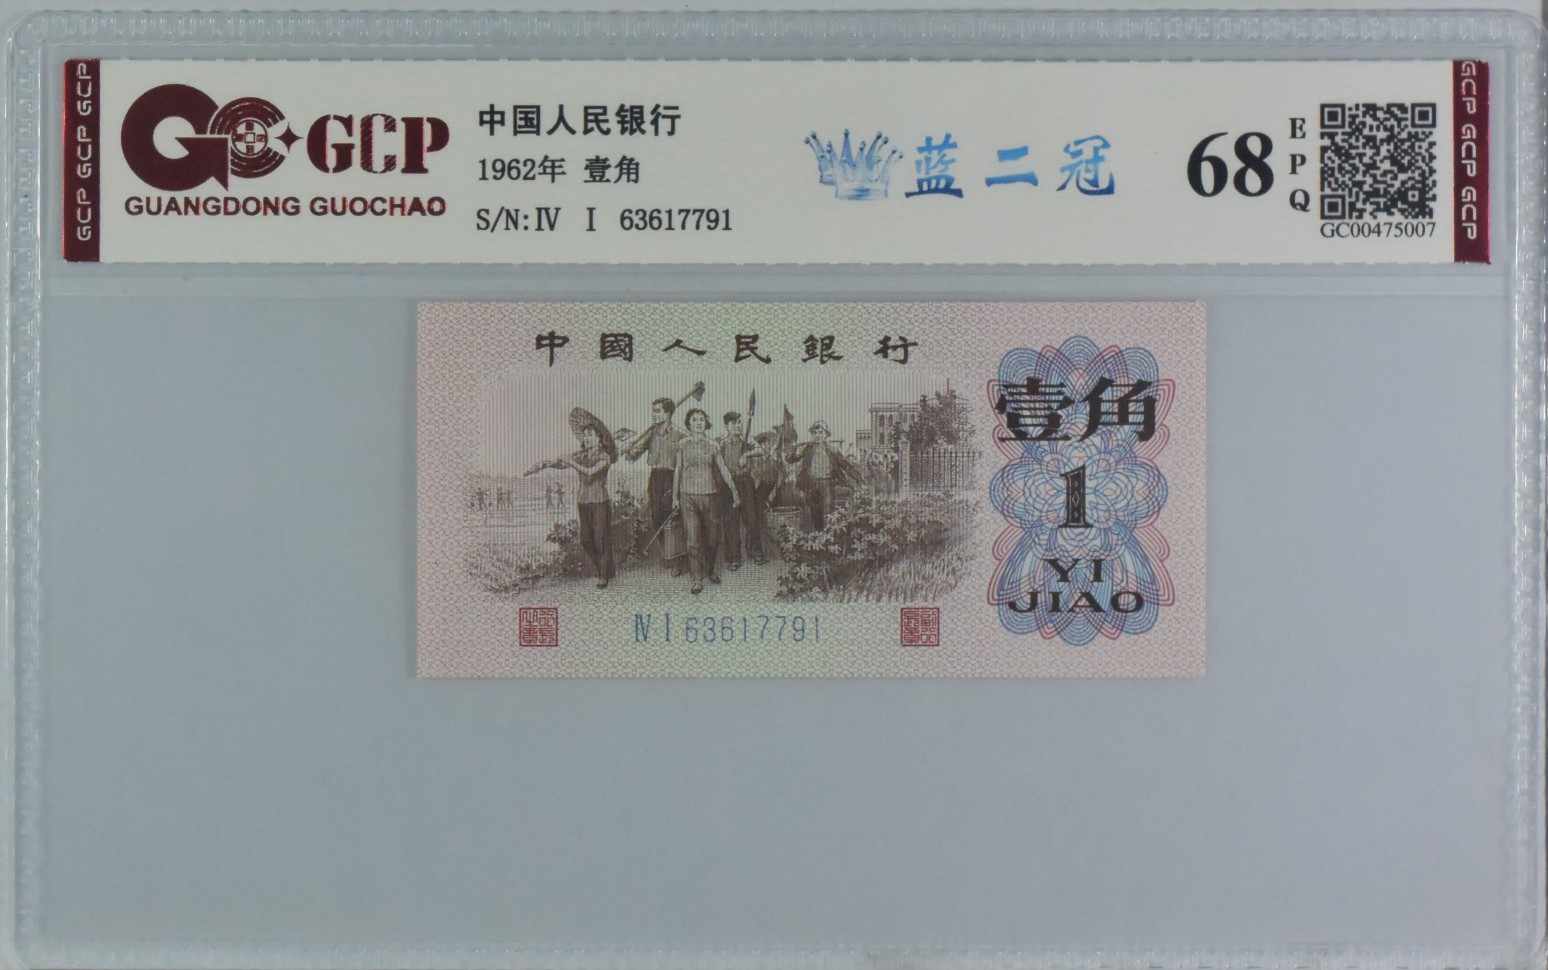 GCP GCP GCP
GCP
GUANGDONG GUOCHAO
中国人民银行
1962年 壹角
S/N:Ⅳ Ⅰ 63617791
蓝二冠
68
EPQ
GC00475007
GCP GCP GCP
中國人民銀行
壹角
1
YI
JIAO
Ⅳ Ⅰ 63617791